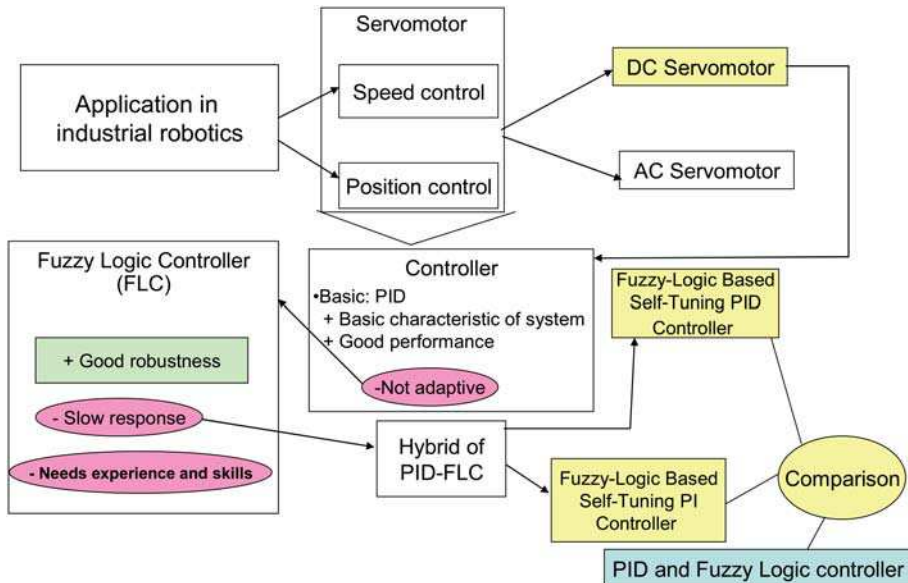 Servomotor
Application in
industrial robotics
Speed control
Position control
DC Servomotor
AC Servomotor
Fuzzy Logic Controller
(FLC)
+ Good robustness
- Slow response
- Needs experience and skills
Controller
•Basic: PID
+ Basic characteristic of system
+ Good performance
-Not adaptive
Hybrid of
PID-FLC
Fuzzy-Logic Based
Self-Tuning PID
Controller
Fuzzy-Logic Based
Self-Tuning PI
Controller
Comparison
PID and Fuzzy Logic controller